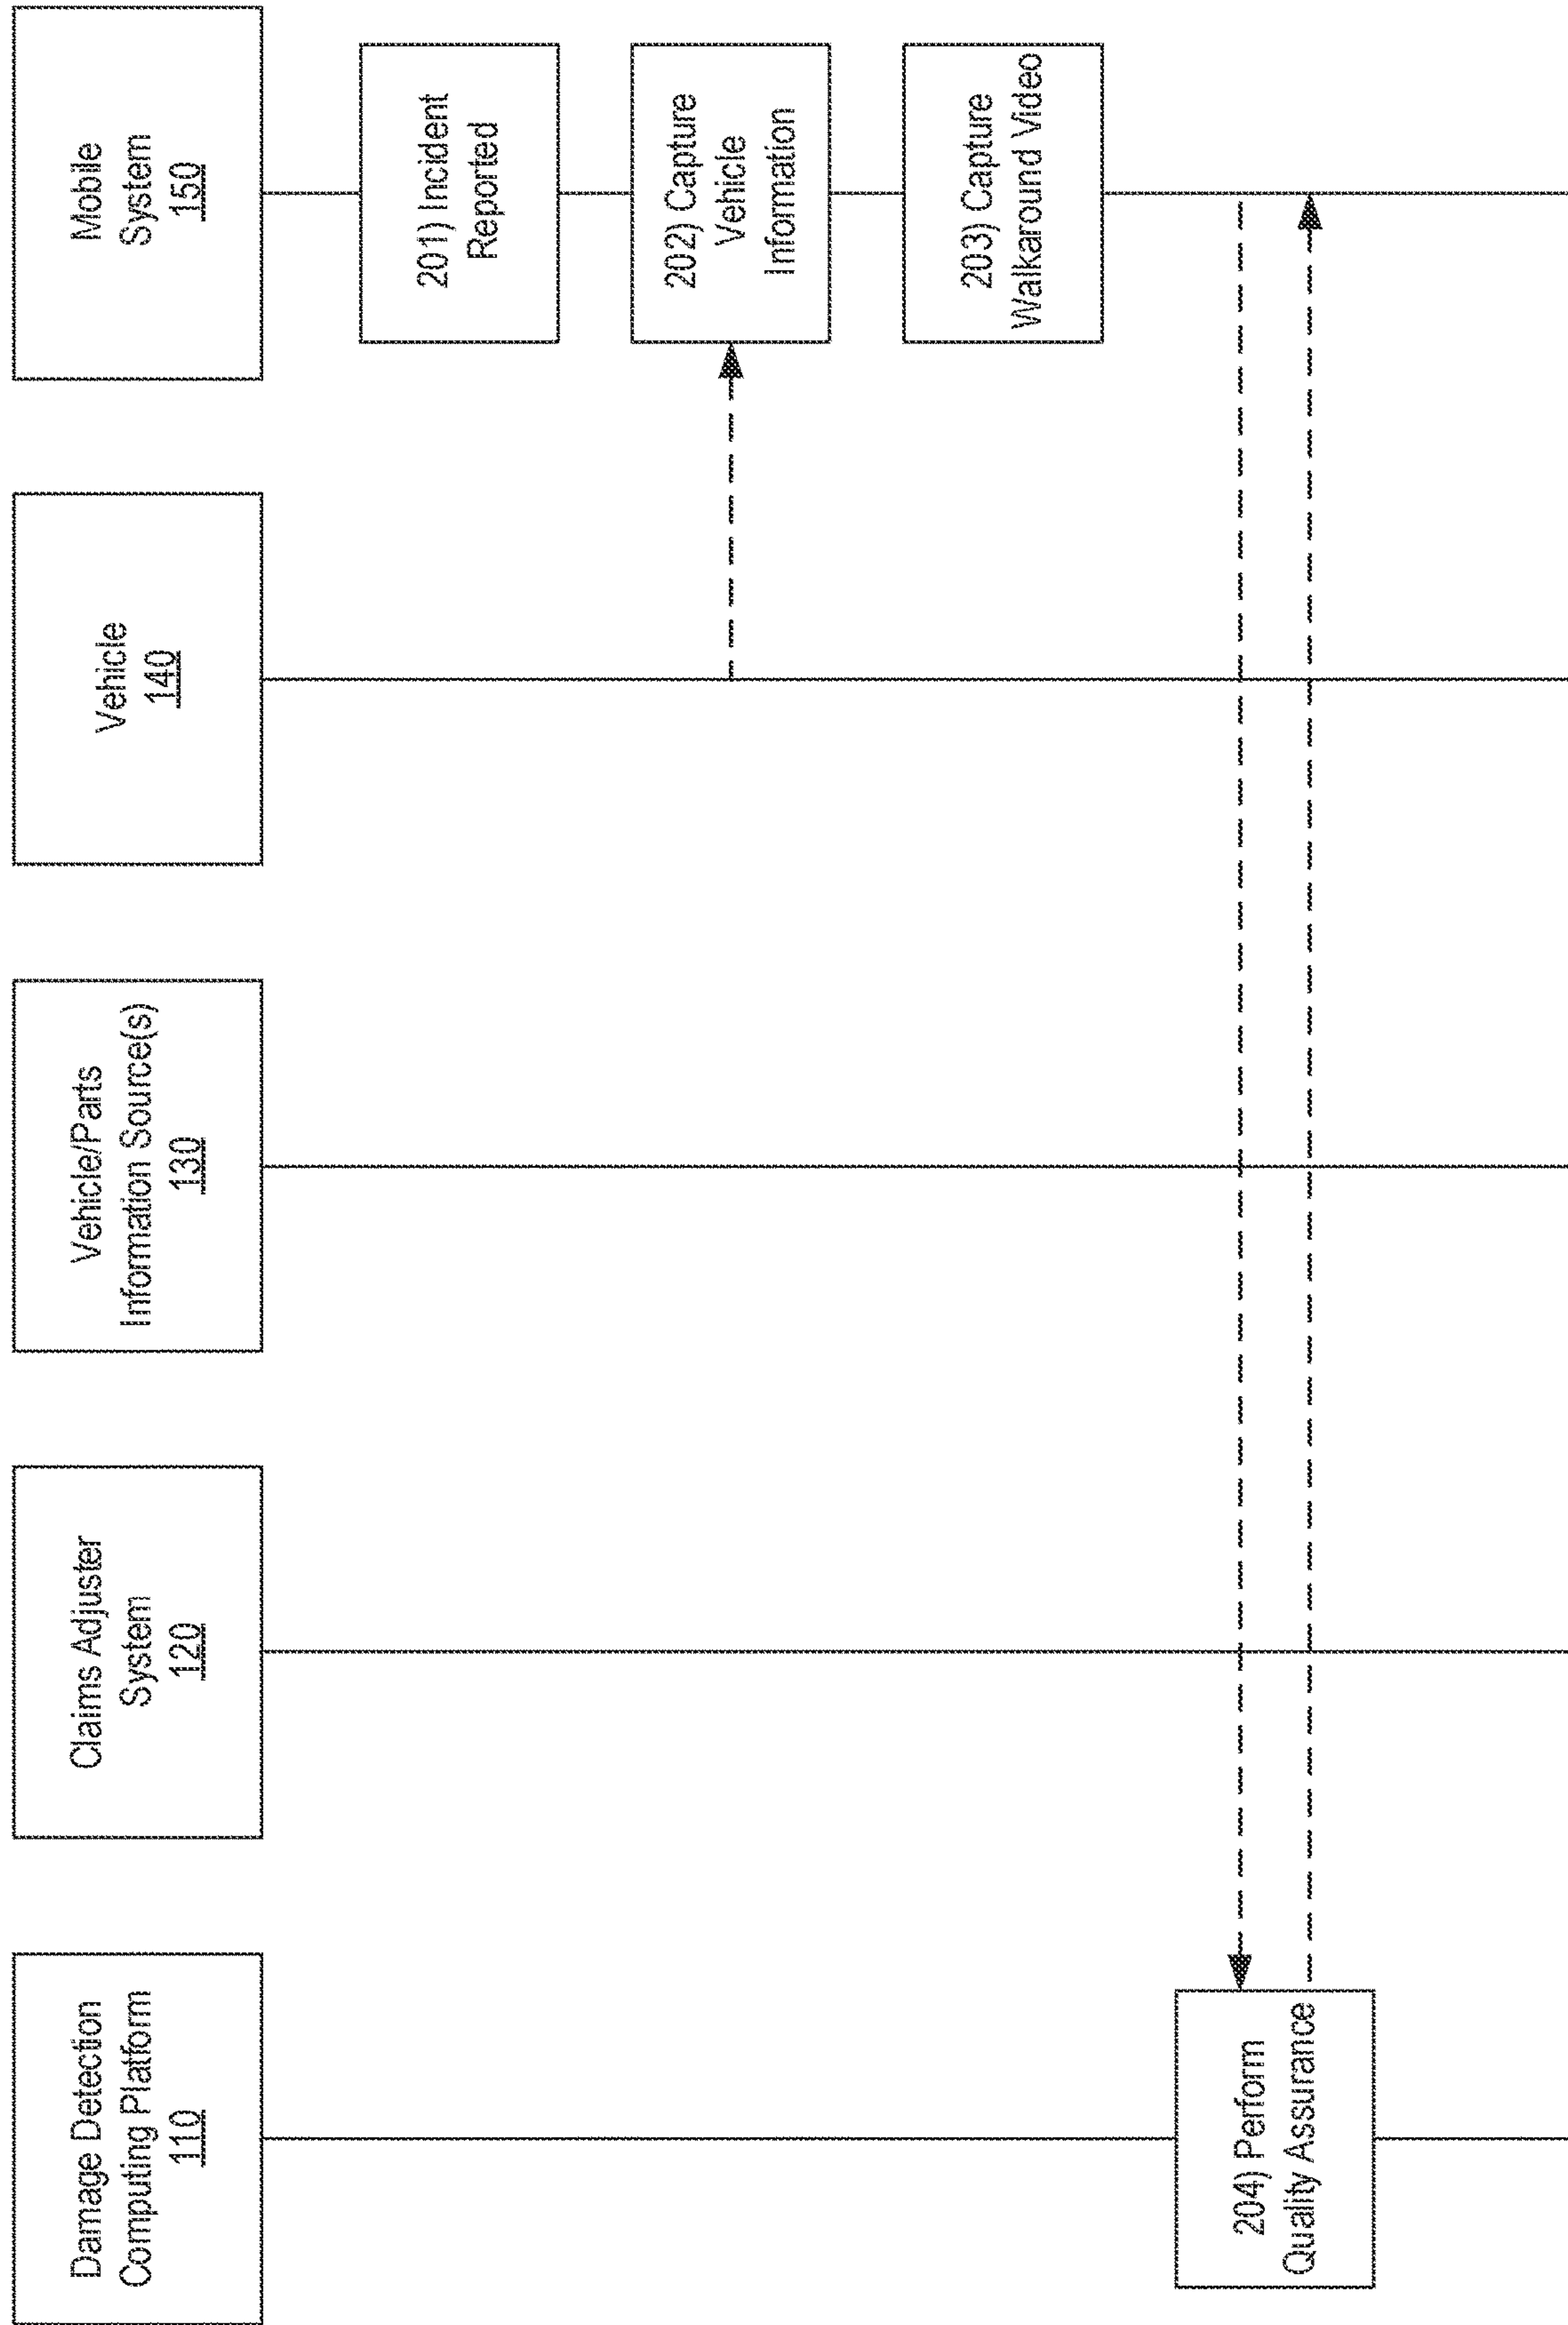 Damage Detection
Computing Platform
110
Claims Adjuster
System
120
Vehicle/Parts
Information Source(s)
130
Vehicle
140
Mobile
System
150
201) Incident
Reported
202) Capture
Vehicle
Information
203) Capture
Walkaround Video
204) Perform
Quality Assurance